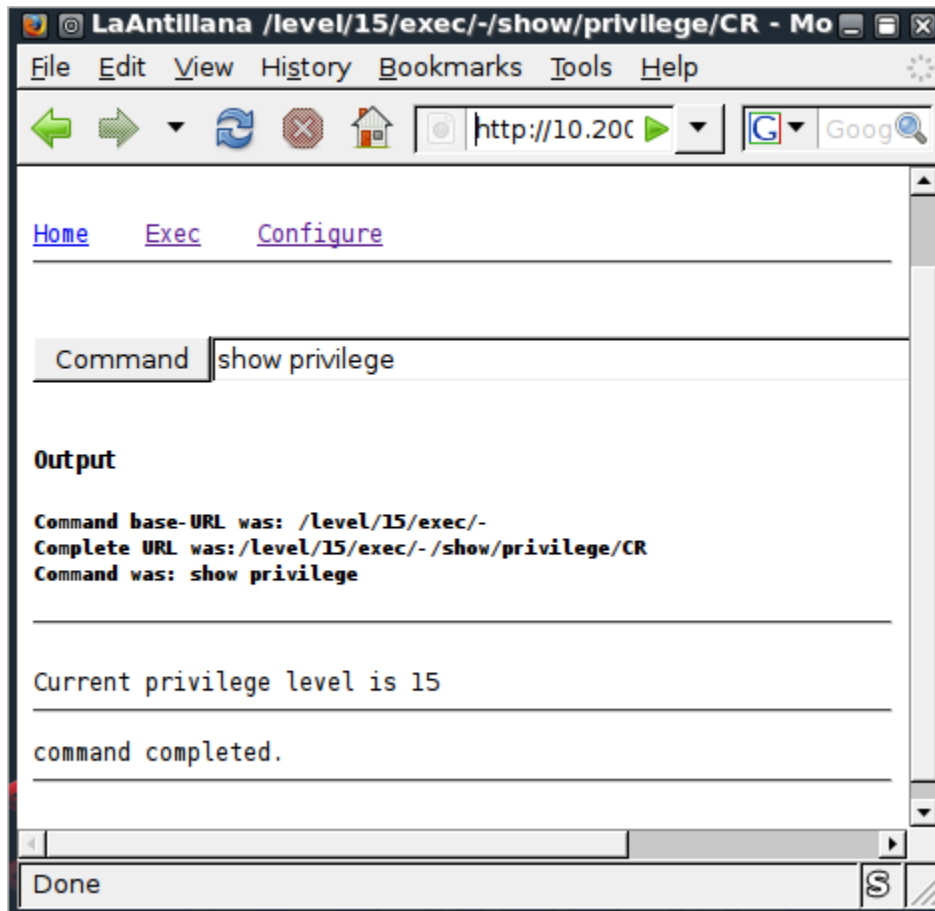 LaAntillana /level/15/exec/-/show/privilege/CR - Mo
File Edit View History Bookmarks Tools Help
http://10.200 G Goog
Home Exec Configure
Command show privilege
Output
Command base-URL was: /level/15/exec/-
Complete URL was:/level/15/exec/-/show/privilege/CR
Command was: show privilege
Current privilege level is 15
command completed.
Done S